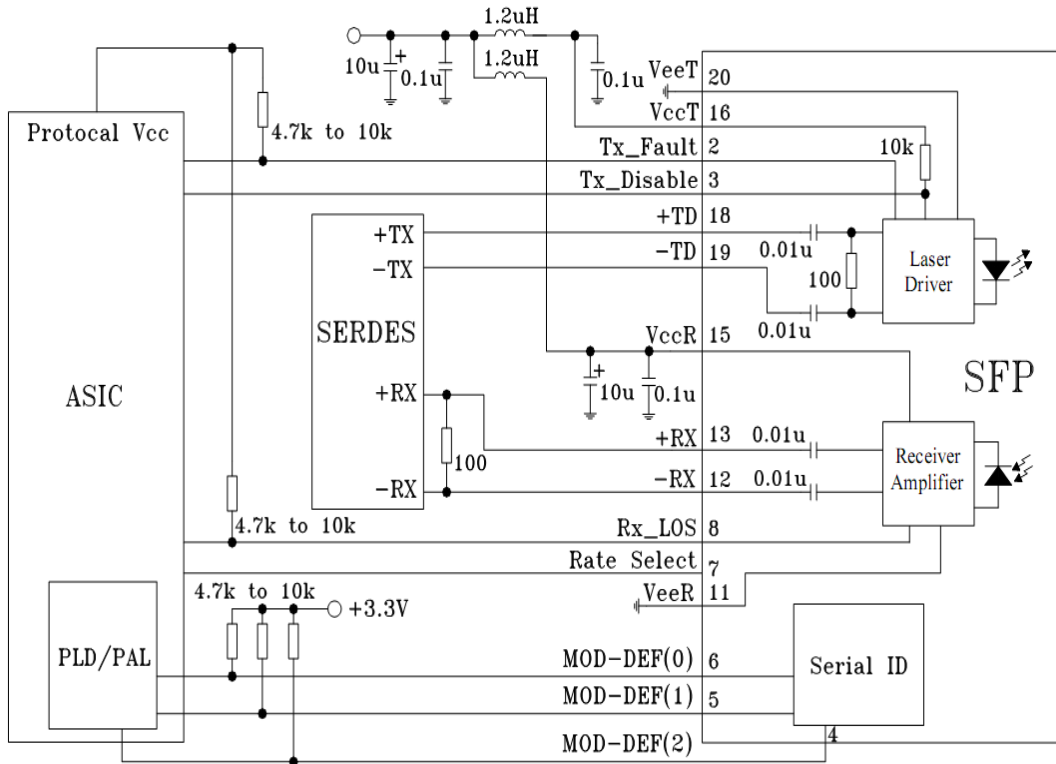 1.2uH
1.2uH
10u
+
0.1u
0.1u
VeeT
20
VccT
16
Protocal Vcc
4.7k to 10k
Tx_Fault
2
10k
Tx_Disable
3
+TD
18
+TX
-TD
19
0.01u
-TX
100
Laser
Driver
0.01u
SERDES
VccR
15
SFP
ASIC
+
10u
0.1u
+RX
+RX
13
0.01u
100
Receiver
Amplifier
-RX
-RX
12
0.01u
4.7k to 10k
Rx_LOS
8
Rate Select
7
4.7k to 10k
VeeR
11
+3.3V
PLD/PAL
MOD-DEF(0)
6
Serial ID
MOD-DEF(1)
5
MOD-DEF(2)
4